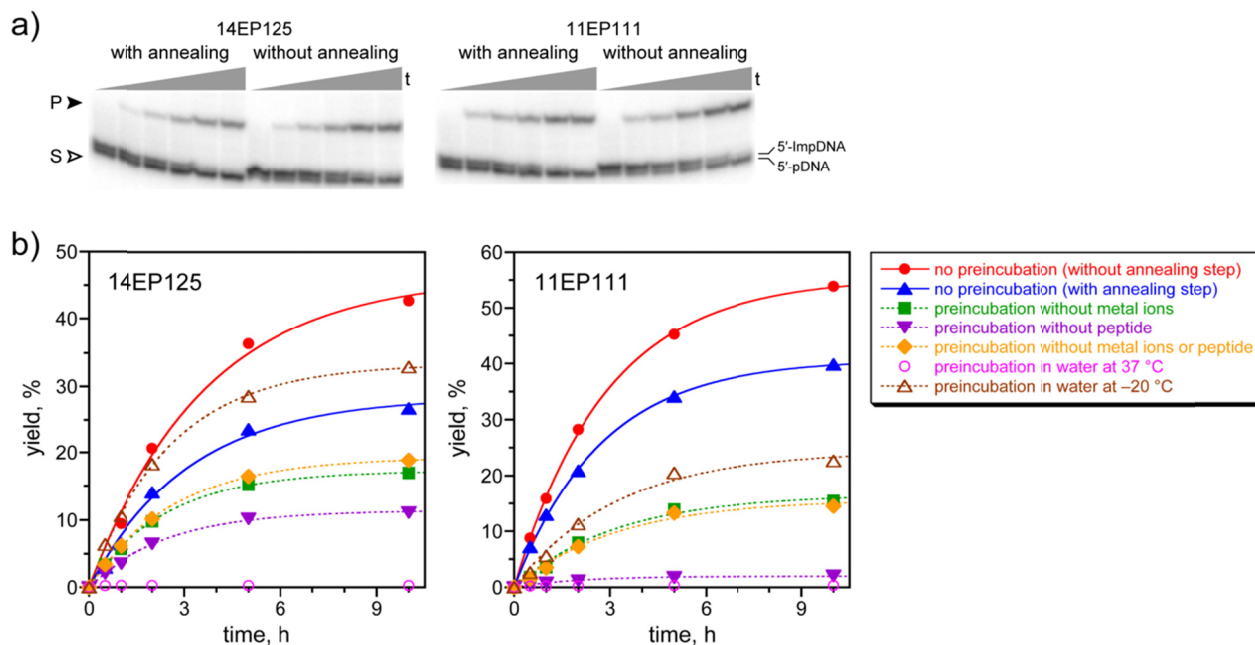 a)
14EP125
11EP111
with annealing
without annealing
with annealing
without annealing
t
t
P
S
5′-ImpDNA
5′-pDNA
b)
50
40
30
20
10
0
14EP125
yield, %
0
3
6
9
time, h
60
50
40
30
20
10
0
11EP111
yield, %
0
3
6
9
time, h
no preincubation (without annealing step)
no preincubation (with annealing step)
preincubation without metal ions
preincubation without peptide
preincubation without metal ions or peptide
preincubation in water at 37 °C
preincubation in water at –20 °C